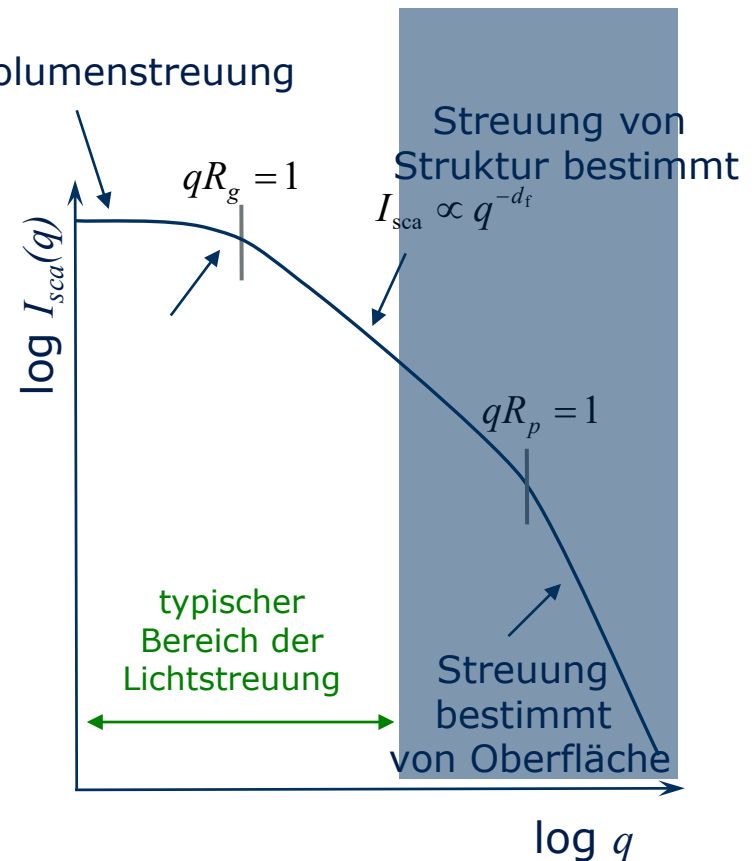 olumenstreuung
Streuung von
Struktur bestimmt
qR_g = 1
I_sca ∝ q^{-d_f}
log I_sca(q)
qR_p = 1
typischer
Bereich der
Lichtstreuung
Streuung
bestimmt
von Oberfläche
log q